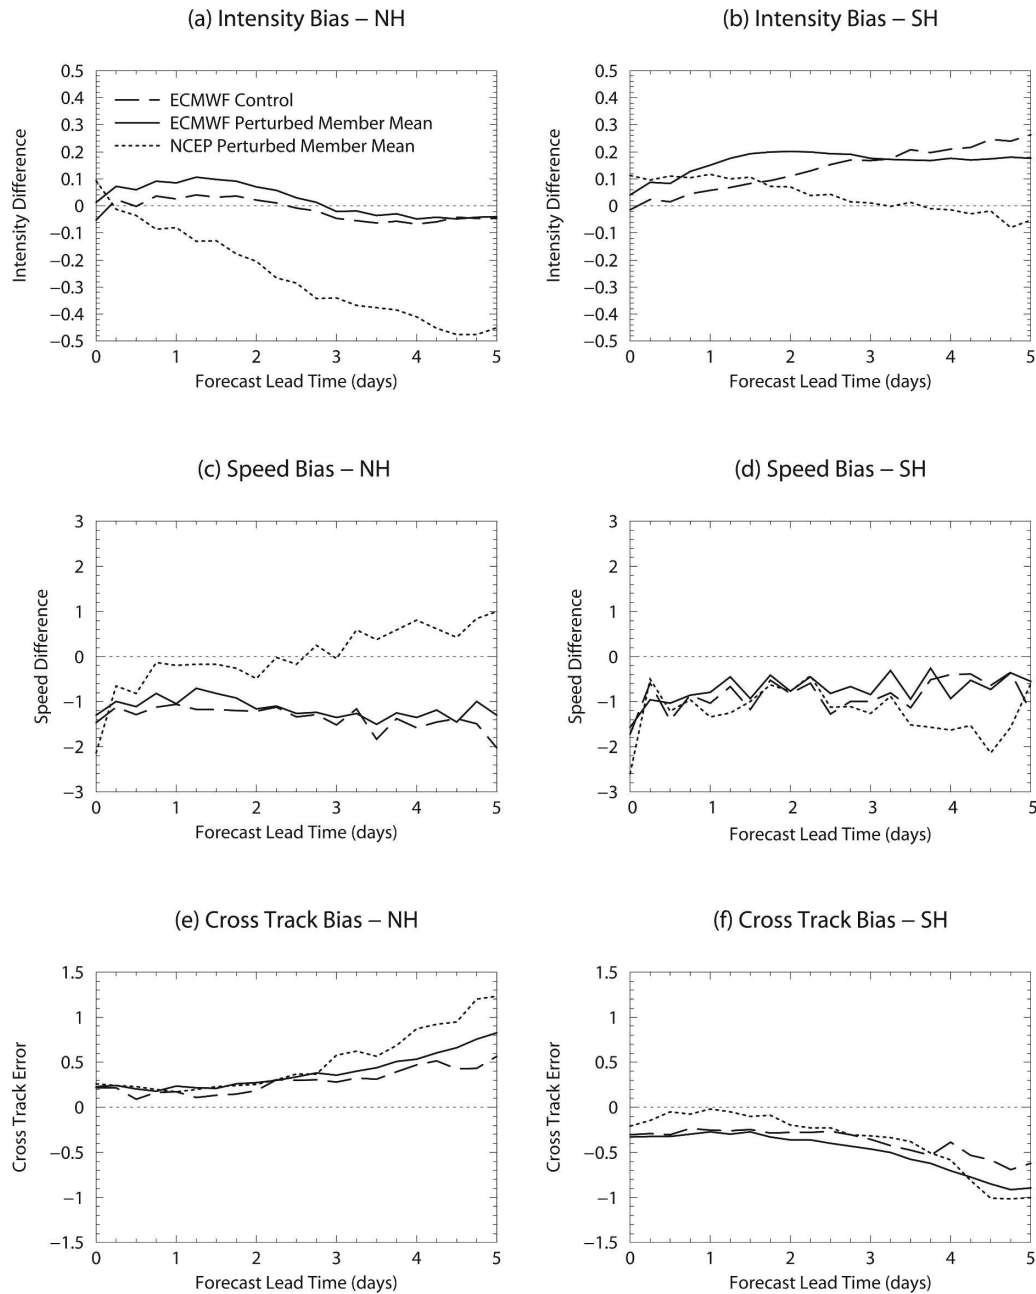 (a) Intensity Bias – NH
0.5
0.4
0.3
0.2
0.1
0
−0.1
−0.2
−0.3
−0.4
−0.5
Intensity Difference
ECMWF Control
ECMWF Perturbed Member Mean
NCEP Perturbed Member Mean
0 1 2 3 4 5
Forecast Lead Time (days)
(b) Intensity Bias – SH
0.5
0.4
0.3
0.2
0.1
0
−0.1
−0.2
−0.3
−0.4
−0.5
Intensity Difference
0 1 2 3 4 5
Forecast Lead Time (days)
(c) Speed Bias – NH
3
2
1
0
−1
−2
−3
Speed Difference
0 1 2 3 4 5
Forecast Lead Time (days)
(d) Speed Bias – SH
3
2
1
0
−1
−2
−3
Speed Difference
0 1 2 3 4 5
Forecast Lead Time (days)
(e) Cross Track Bias – NH
1.5
1
0.5
0
−0.5
−1
−1.5
Cross Track Error
0 1 2 3 4 5
Forecast Lead Time (days)
(f) Cross Track Bias – SH
1.5
1
0.5
0
−0.5
−1
−1.5
Cross Track Error
0 1 2 3 4 5
Forecast Lead Time (days)